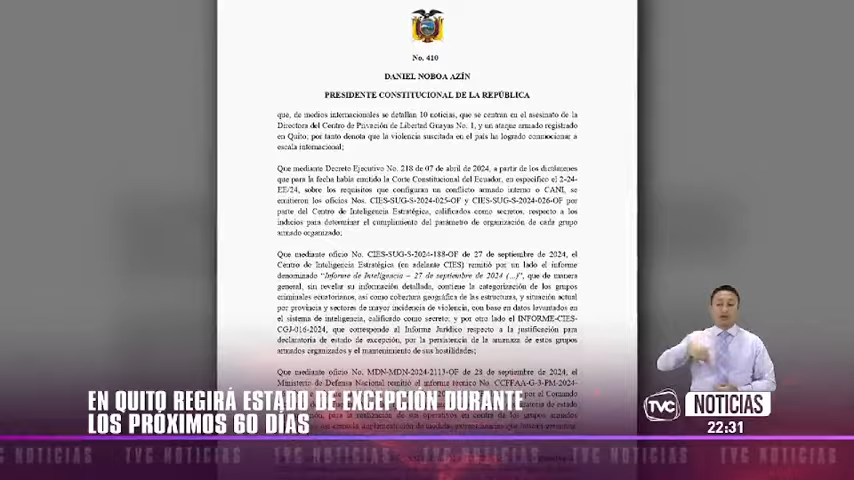 No. 410
DANIEL NOBOA AZÍN
PRESIDENTE CONSTITUCIONAL DE LA REPÚBLICA
que, de medios internacionales se detallan 10 noticias, que se centran en el asesinato de la
Directora del Centro de Privación de Libertad Guayas No. 1, y un ataque armado registrado
en Quito; por tanto denota que la violencia suscitada en el país ha logrado conmocionar a
escala internacional;
Que mediante Decreto Ejecutivo No. 218 de 07 de abril de 2024, a partir de los dictámenes
que para la fecha había emitido la Corte Constitucional del Ecuador, en específico el 2-24-
EE/24, sobre los requisitos que configuran un conflicto armado interno o CANI, se
emitieron los oficios Nos. CIES-SUG-S-2024-025-OF y CIES-SUG-S-2024-026-OF por
parte del Centro de Inteligencia Estratégica, calificados como secretos, respecto a los
indicios para determinar el cumplimiento del parámetro de organización de cada grupo
armado organizado;
Que mediante oficio No. CIES-SUG-S-2024-188-OF de 27 de septiembre de 2024, el
Centro de Inteligencia Estratégica (en adelante CIES) remitió por un lado el informe
denominado "Informe de Inteligencia – 27 de septiembre de 2024 (...)", que de manera
general, sin revelar su información detallada, contiene la categorización de los grupos
criminales ecuatorianos, así como cobertura geográfica de las estructuras, y situación actual
por provincia y sectores de mayor incidencia de violencia, con base en datos levantados en
el sistema de inteligencia, calificado como secreto; y por otro lado el INFORME-CIES-
CGJ-016-2024, que corresponde al Informe Jurídico respecto a la justificación para
declaratoria de estado de excepción, por la persistencia de la amenaza de estos grupos
armados organizados y el mantenimiento de sus hostilidades;
Que mediante oficio No. MDN-MDN-2024-2113-OF de 28 de septiembre de 2024, el
Ministerio de Defensa Nacional remitió el informe técnico No. CCFFAA-G-3-PM-2024-
por el Comando
EN QUITO REGIRÁ ESTADO DE EXCEPCIÓN DURANTE
LOS PRÓXIMOS 60 DÍAS
TVC NOTICIAS
22:31
NOTICIAS TVC NOTICIAS TVC NOTICIAS TVC NOTICIAS TVC NOTICIAS TVC NOTICIAS